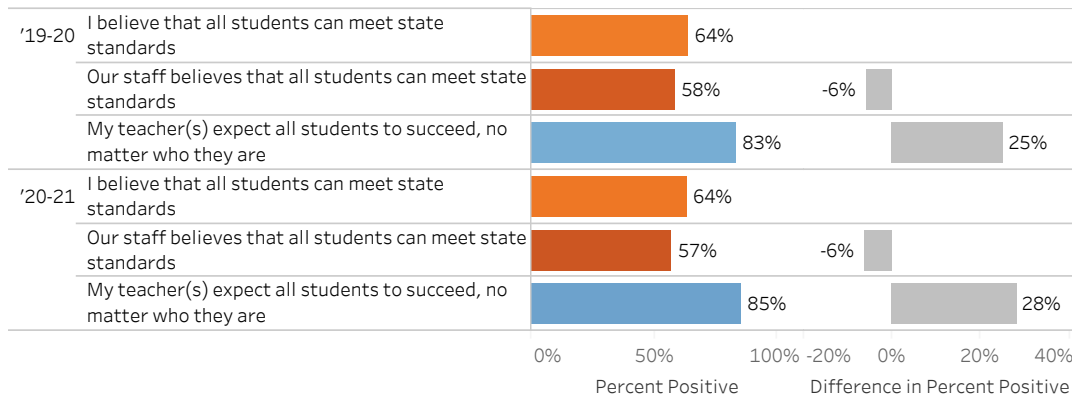 '19-20 I believe that all students can meet state
standards
64%
Our staff believes that all students can meet state
standards
58% -6%
My teacher(s) expect all students to succeed, no
matter who they are
83% 25%
'20-21 I believe that all students can meet state
standards
64%
Our staff believes that all students can meet state
standards
57% -6%
My teacher(s) expect all students to succeed, no
matter who they are
85% 28%
0% 50% 100% -20% 0% 20% 40%
Percent Positive Difference in Percent Positive